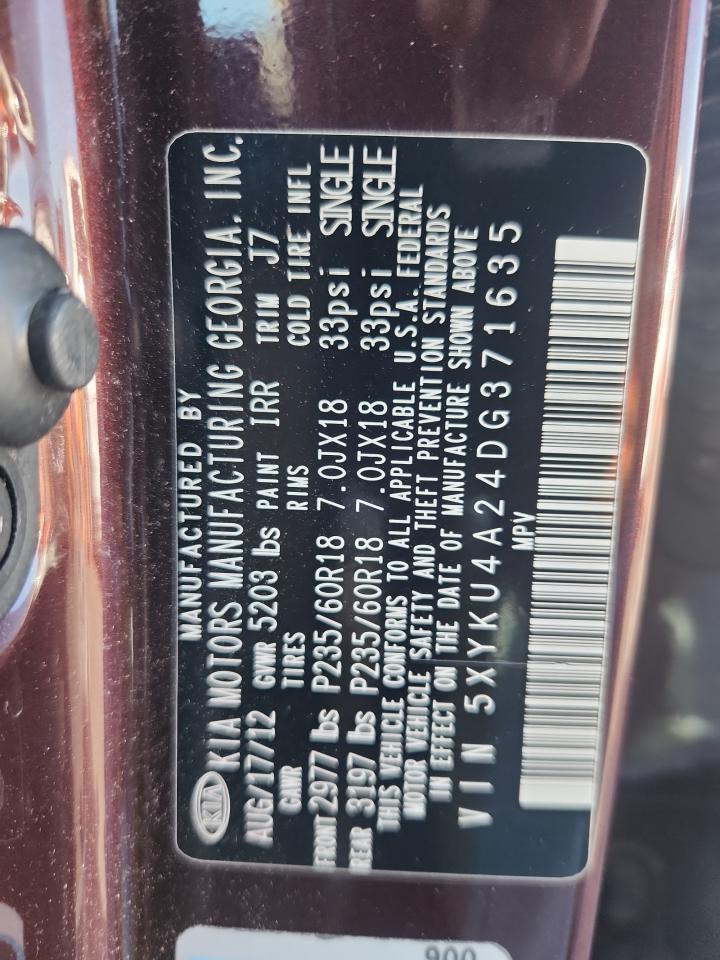 MANUFACTURED BY
KIA KIA MOTORS MANUFACTURING GEORGIA, INC.
AUG/17/12 GVWR 5203 lbs PAINT IRR TRIM J7
GAWR TIRES RIMS COLD TIRE INFL
FRONT 2977 lbs P235/60R18 7.0JX18 33psi SINGLE
REAR 3197 lbs P235/60R18 7.0JX18 33psi SINGLE
THIS VEHICLE CONFORMS TO ALL APPLICABLE U.S.A. FEDERAL
MOTOR VEHICLE SAFETY AND THEFT PREVENTION STANDARDS
IN EFFECT ON THE DATE OF MANUFACTURE SHOWN ABOVE
VIN 5XYKU4A24DG371635
MPV
900